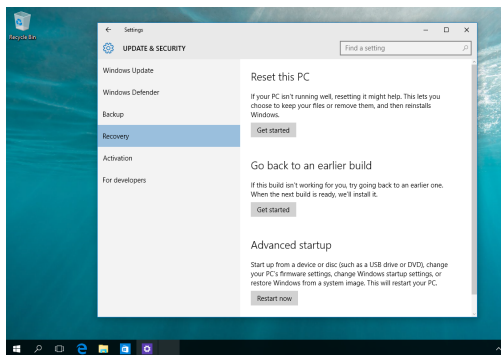 Recycle Bin
Settings
UPDATE & SECURITY
Find a setting
Windows Update
Windows Defender
Backup
Recovery
Activation
For developers
Reset this PC
If your PC isn't running well, resetting it might help. This lets you
choose to keep your files or remove them, and then reinstalls
Windows.
Get started
Go back to an earlier build
If this build isn't working for you, try going back to an earlier one.
When the next build is ready, we'll install it.
Get started
Advanced startup
Start up from a device or disc (such as a USB drive or DVD), change
your PC's firmware settings, change Windows startup settings, or
restore Windows from a system image. This will restart your PC.
Restart now